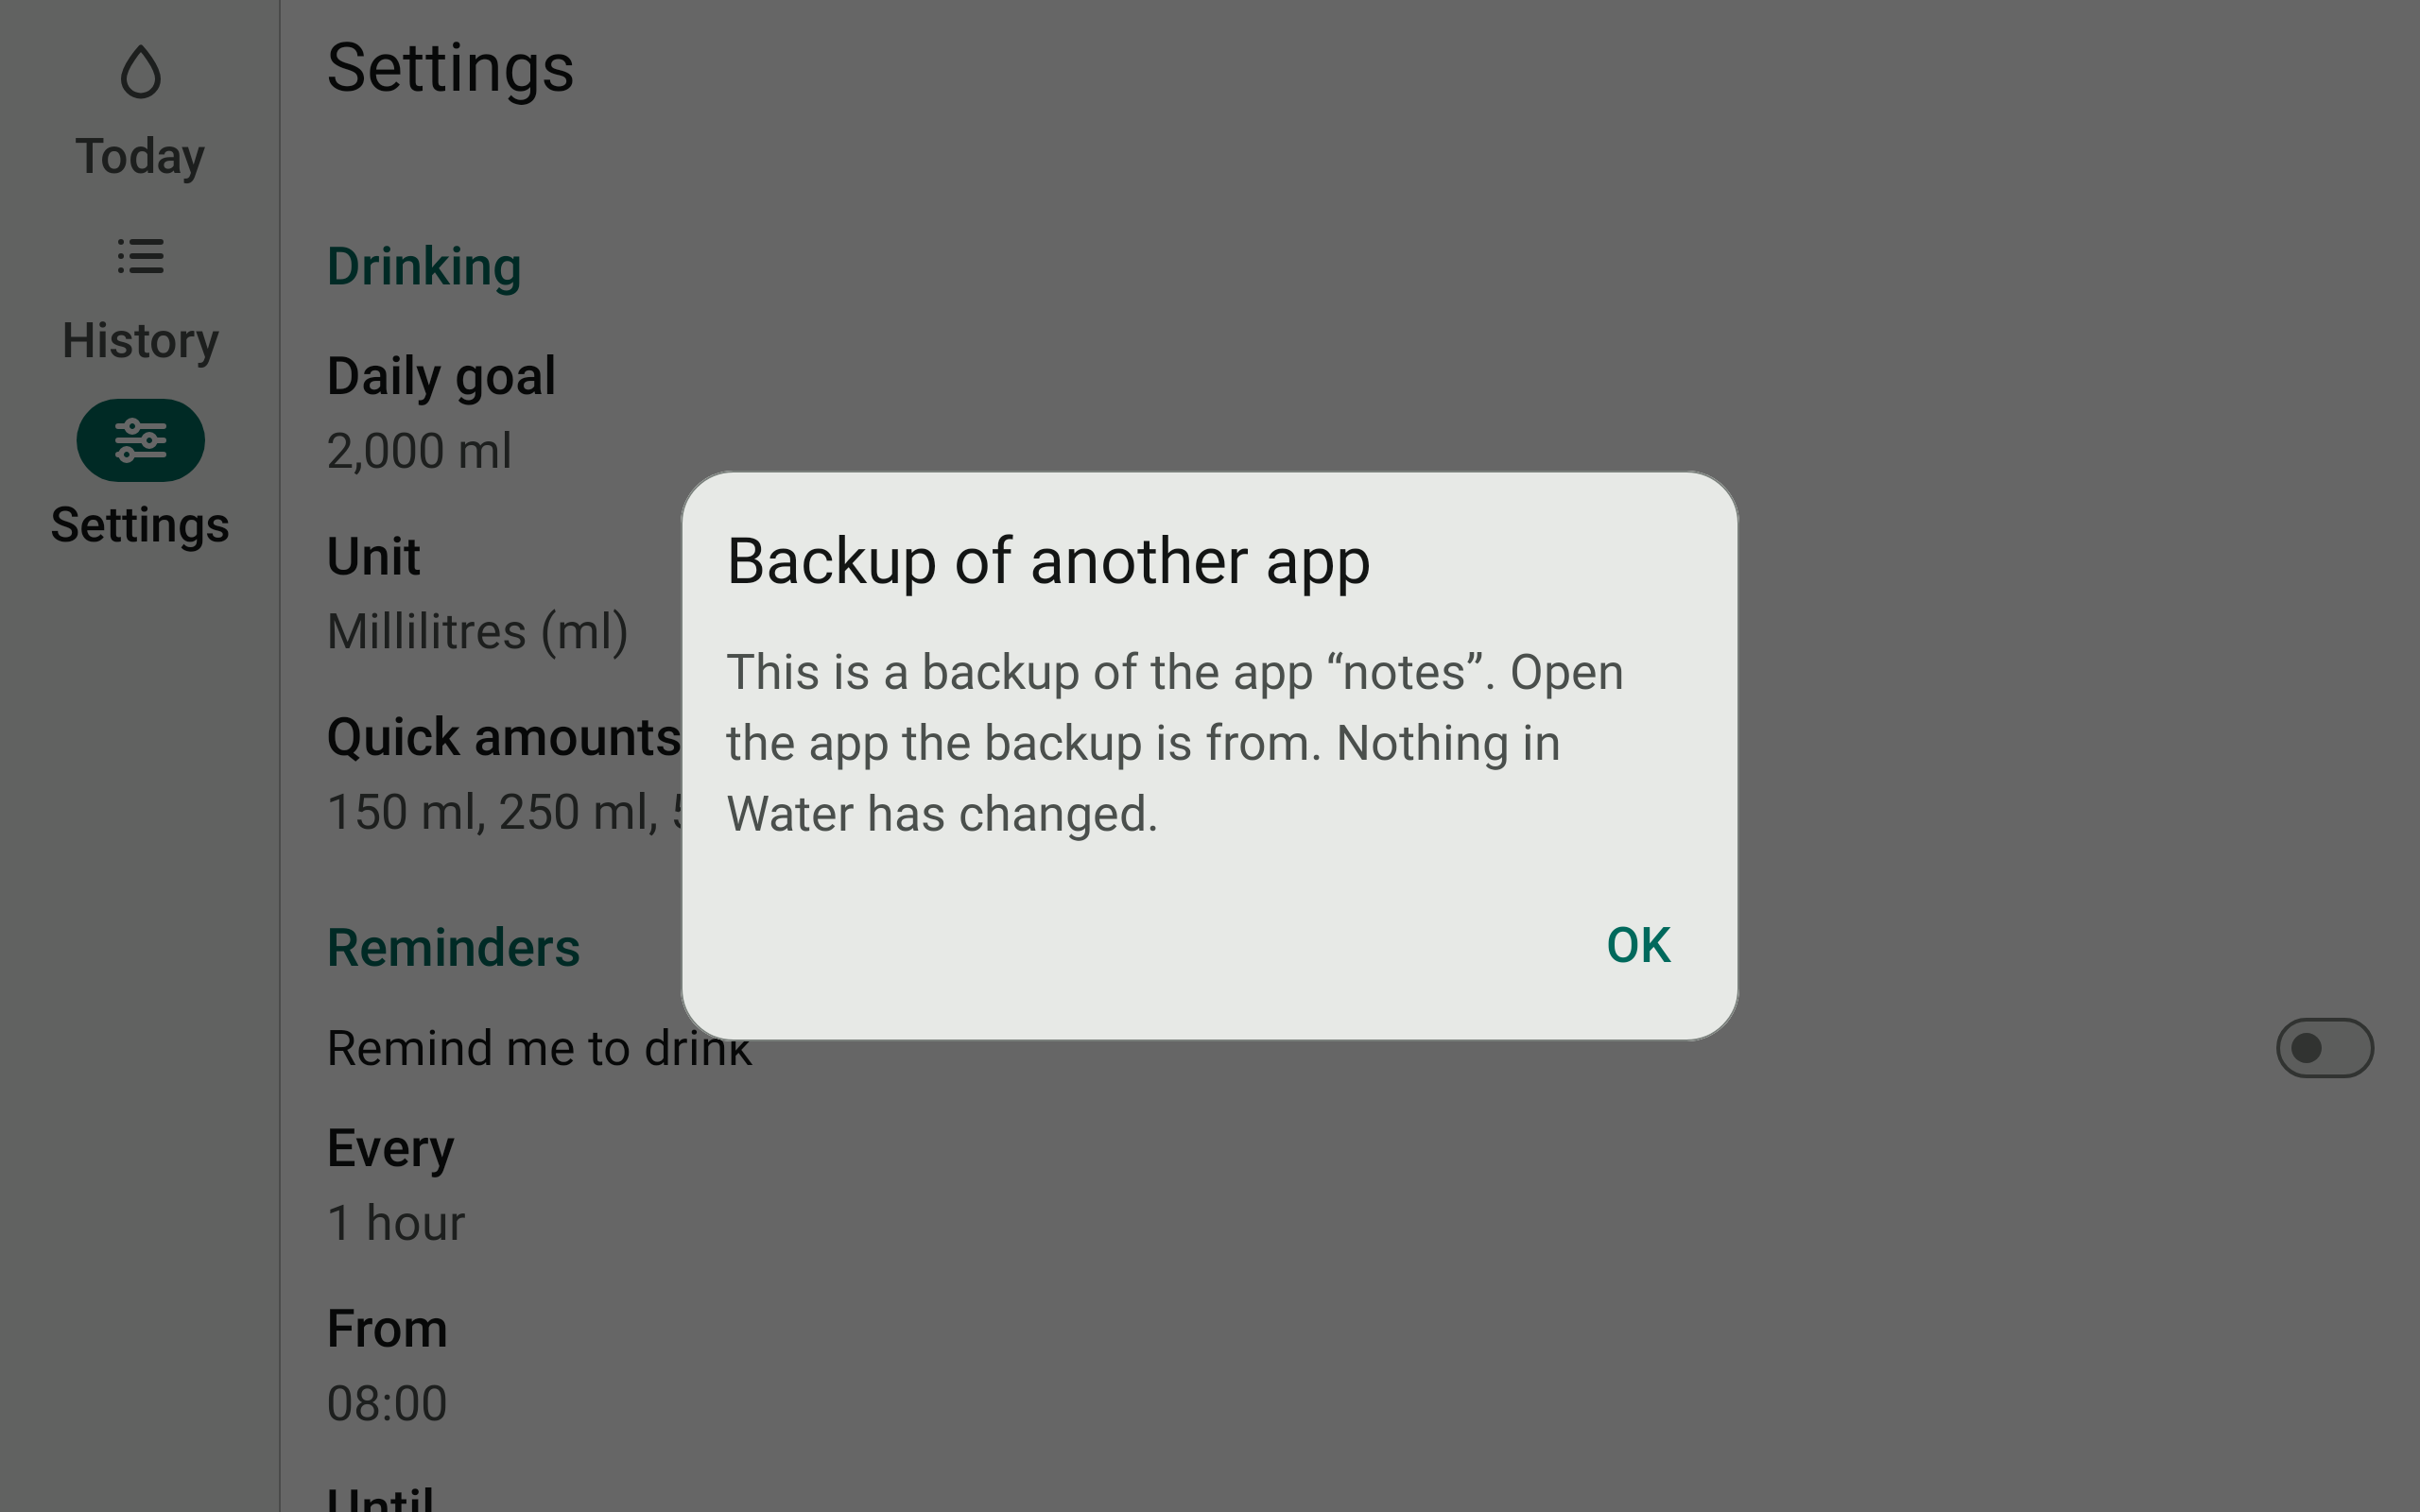 Today
History
Settings
Settings
Drinking
Daily goal
2,000 ml
Unit
Millilitres (ml)
Quick amounts
150 ml, 250 ml,
Reminders
Remind me to drink
Every
1 hour
From
08:00
Until
Backup of another app
This is a backup of the app “notes”. Open
the app the backup is from. Nothing in
Water has changed.
OK